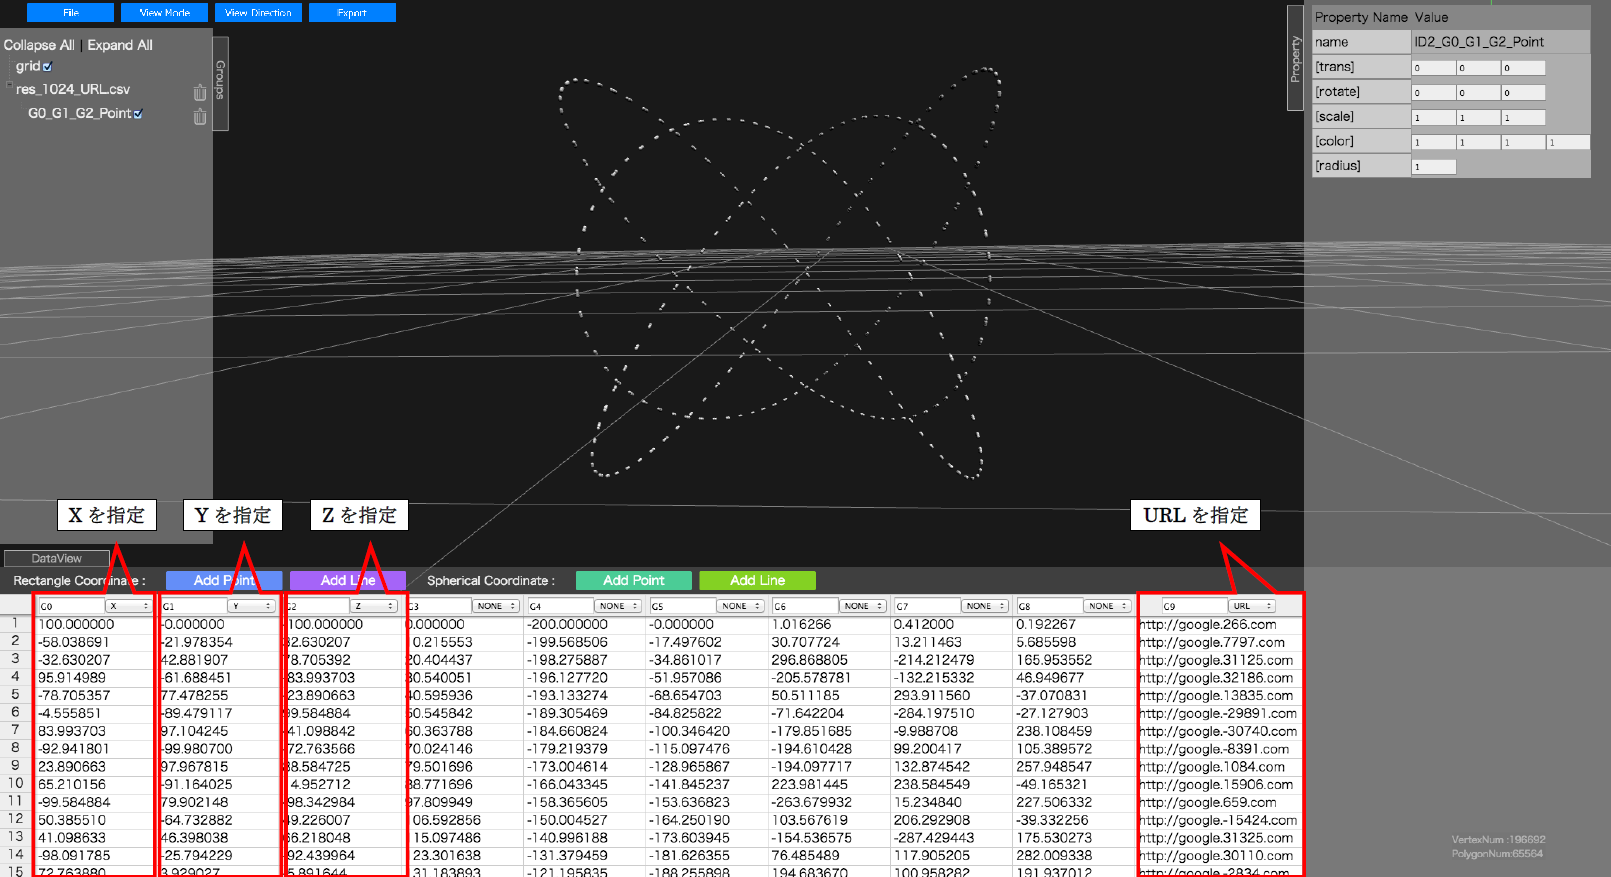 File View Mode View Direction Export
Collapse All | Expand All
grid
res_1024_URL.csv
G0_G1_G2_Point
Groups
Property
Property Name Value
name ID2_G0_G1_G2_Point
[trans] 0 0 0
[rotate] 0 0 0
[scale] 1 1 1
[color] 1 1 1 1
[radius] 1
X を指定 Y を指定 Z を指定 URL を指定
DataView
Rectangle Coordinate : Add Point Add Line Spherical Coordinate : Add Point Add Line
G0 X G1 Y G2 Z G3 NONE G4 NONE G5 NONE G6 NONE G7 NONE G8 NONE G9 URL
1 100.000000 -0.000000 -100.000000 0.000000 -200.000000 -0.000000 1.016266 0.412000 0.192267 http://google.266.com
2 -58.038691 -21.978354 32.630207 10.215553 -199.568506 -17.497602 30.707724 13.211463 5.685598 http://google.7797.com
3 -32.630207 42.881907 78.705392 20.404437 -198.275887 -34.861017 296.868805 -214.212479 165.953552 http://google.31125.com
4 95.914989 -61.688451 -83.993703 30.540051 -196.127720 -51.957086 -205.578781 -132.215332 46.949677 http://google.32186.com
5 -78.705357 77.478255 -23.890663 40.595936 -193.133274 -68.654703 50.511185 293.911560 -37.070831 http://google.13835.com
6 -4.555851 -89.479117 99.584884 50.545842 -189.305469 -84.825822 -71.642204 -284.197510 -27.127903 http://google.-29891.com
7 83.993703 97.104245 -41.098842 60.363788 -184.660824 -100.346420 -179.851685 -9.988708 238.108459 http://google.-30740.com
8 -92.941801 -99.980700 -72.763566 70.024146 -179.219379 -115.097476 -194.610428 99.200417 105.389572 http://google.-8391.com
9 23.890663 97.967815 88.584725 79.501696 -173.004614 -128.965867 -194.097717 132.874542 257.948547 http://google.1084.com
10 65.210156 -91.164025 14.952712 88.771696 -166.043345 -141.845237 223.981445 238.584549 -49.165321 http://google.15906.com
11 -99.584884 79.902148 -98.342984 97.809949 -158.365605 -153.636823 -263.679932 15.234840 227.506332 http://google.659.com
12 50.385510 -64.732882 49.226007 106.592856 -150.004527 -164.250190 103.567619 206.292908 -39.332256 http://google.-15424.com
13 41.098633 46.398038 66.218048 115.097486 -140.996188 -173.603945 -154.536575 -287.429443 175.530273 http://google.31325.com
14 -98.091785 -25.794229 -92.439964 123.301638 -131.379459 -181.626355 76.485489 117.905205 282.009338 http://google.30110.com
15 72.763880 3.929027 -5.891644 131.183893 -121.195835 -188.255898 194.683670 100.958282 191.937012 http://google.-2834.com
VertexNum :196692
PolygonNum:65564